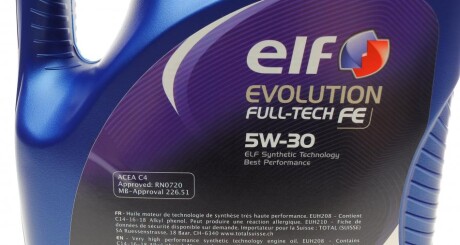 elf
EVOLUTION
FULL-TECH FE
5W-30
ELF Synthetic Technology
Best Performance
ACEA C4
Approved: RN0720
MB-Approval 226.51
FR - Huile moteur de technologie de synthèse très haute performance. EUH208 - Contient
C14-16-18 Alkyl phenol. Peut produire une réaction allergique. EUH210 - Fiche de données
de sécurité disponible sur demande. Importateur pour la Suisse: TOTAL (SUISSE)
SA Ruessenstrasse, 18 Baar, CH-6340 www.totalsuisse.ch
EN - Very high performance synthetic technology engine oil. EUH208 - Contains